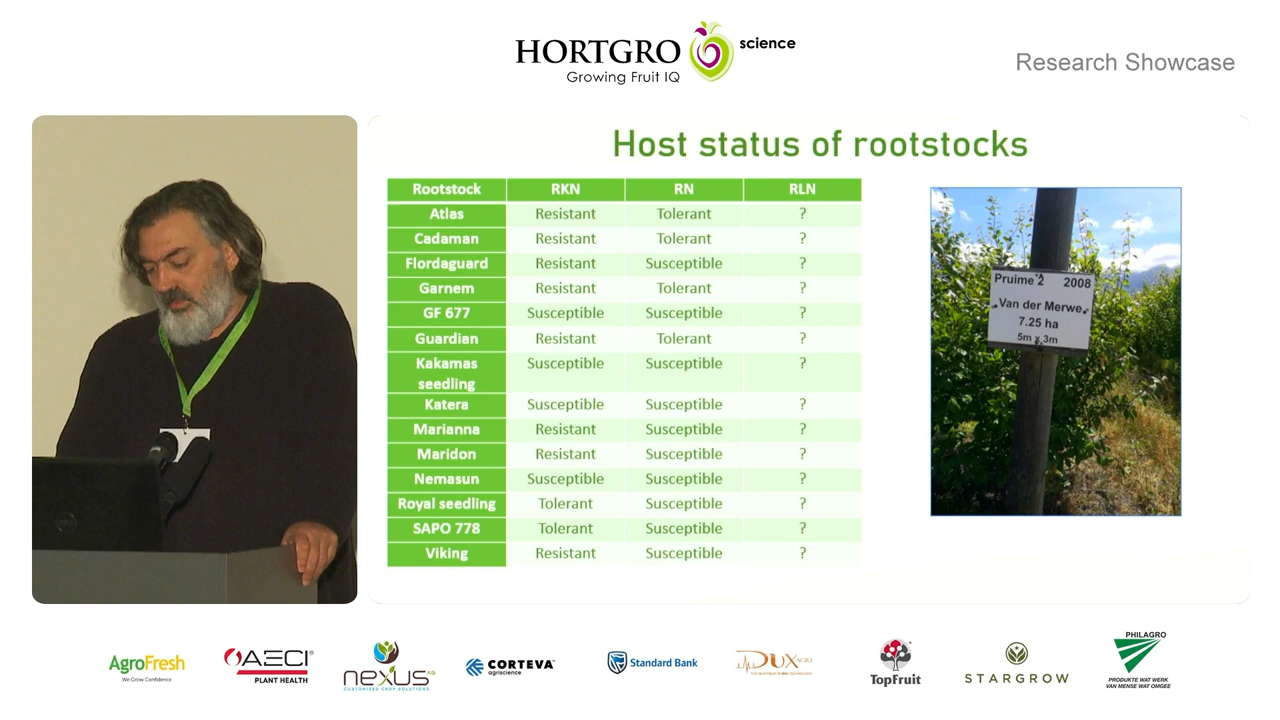 HORTGRO science
Growing Fruit IQ
Research Showcase
Host status of rootstocks
Rootstock RKN RN RLN
Atlas Resistant Tolerant ?
Cadaman Resistant Tolerant ?
Flordaguard Resistant Susceptible ?
Garnem Resistant Tolerant ?
GF 677 Susceptible Susceptible ?
Guardian Resistant Tolerant ?
Kakamas seedling Susceptible Susceptible ?
Katera Susceptible Susceptible ?
Marianna Resistant Susceptible ?
Maridon Resistant Susceptible ?
Nemasun Susceptible Susceptible ?
Royal seedling Tolerant Susceptible ?
SAPO 778 Tolerant Susceptible ?
Viking Resistant Susceptible ?
Pruime 2 2008
Van der Merwe
7.25 ha
5m x 3m
AgroFresh
We Grow Confidence
AECI
PLANT HEALTH
nexus AG
CUSTOMISED CROP SOLUTIONS
CORTEVA
agriscience
Standard Bank
DUX AGRI
TopFruit
STARGROW
PHILAGRO
PRODUKTE WAT WERK
VAN MENSE WAT OMGEE